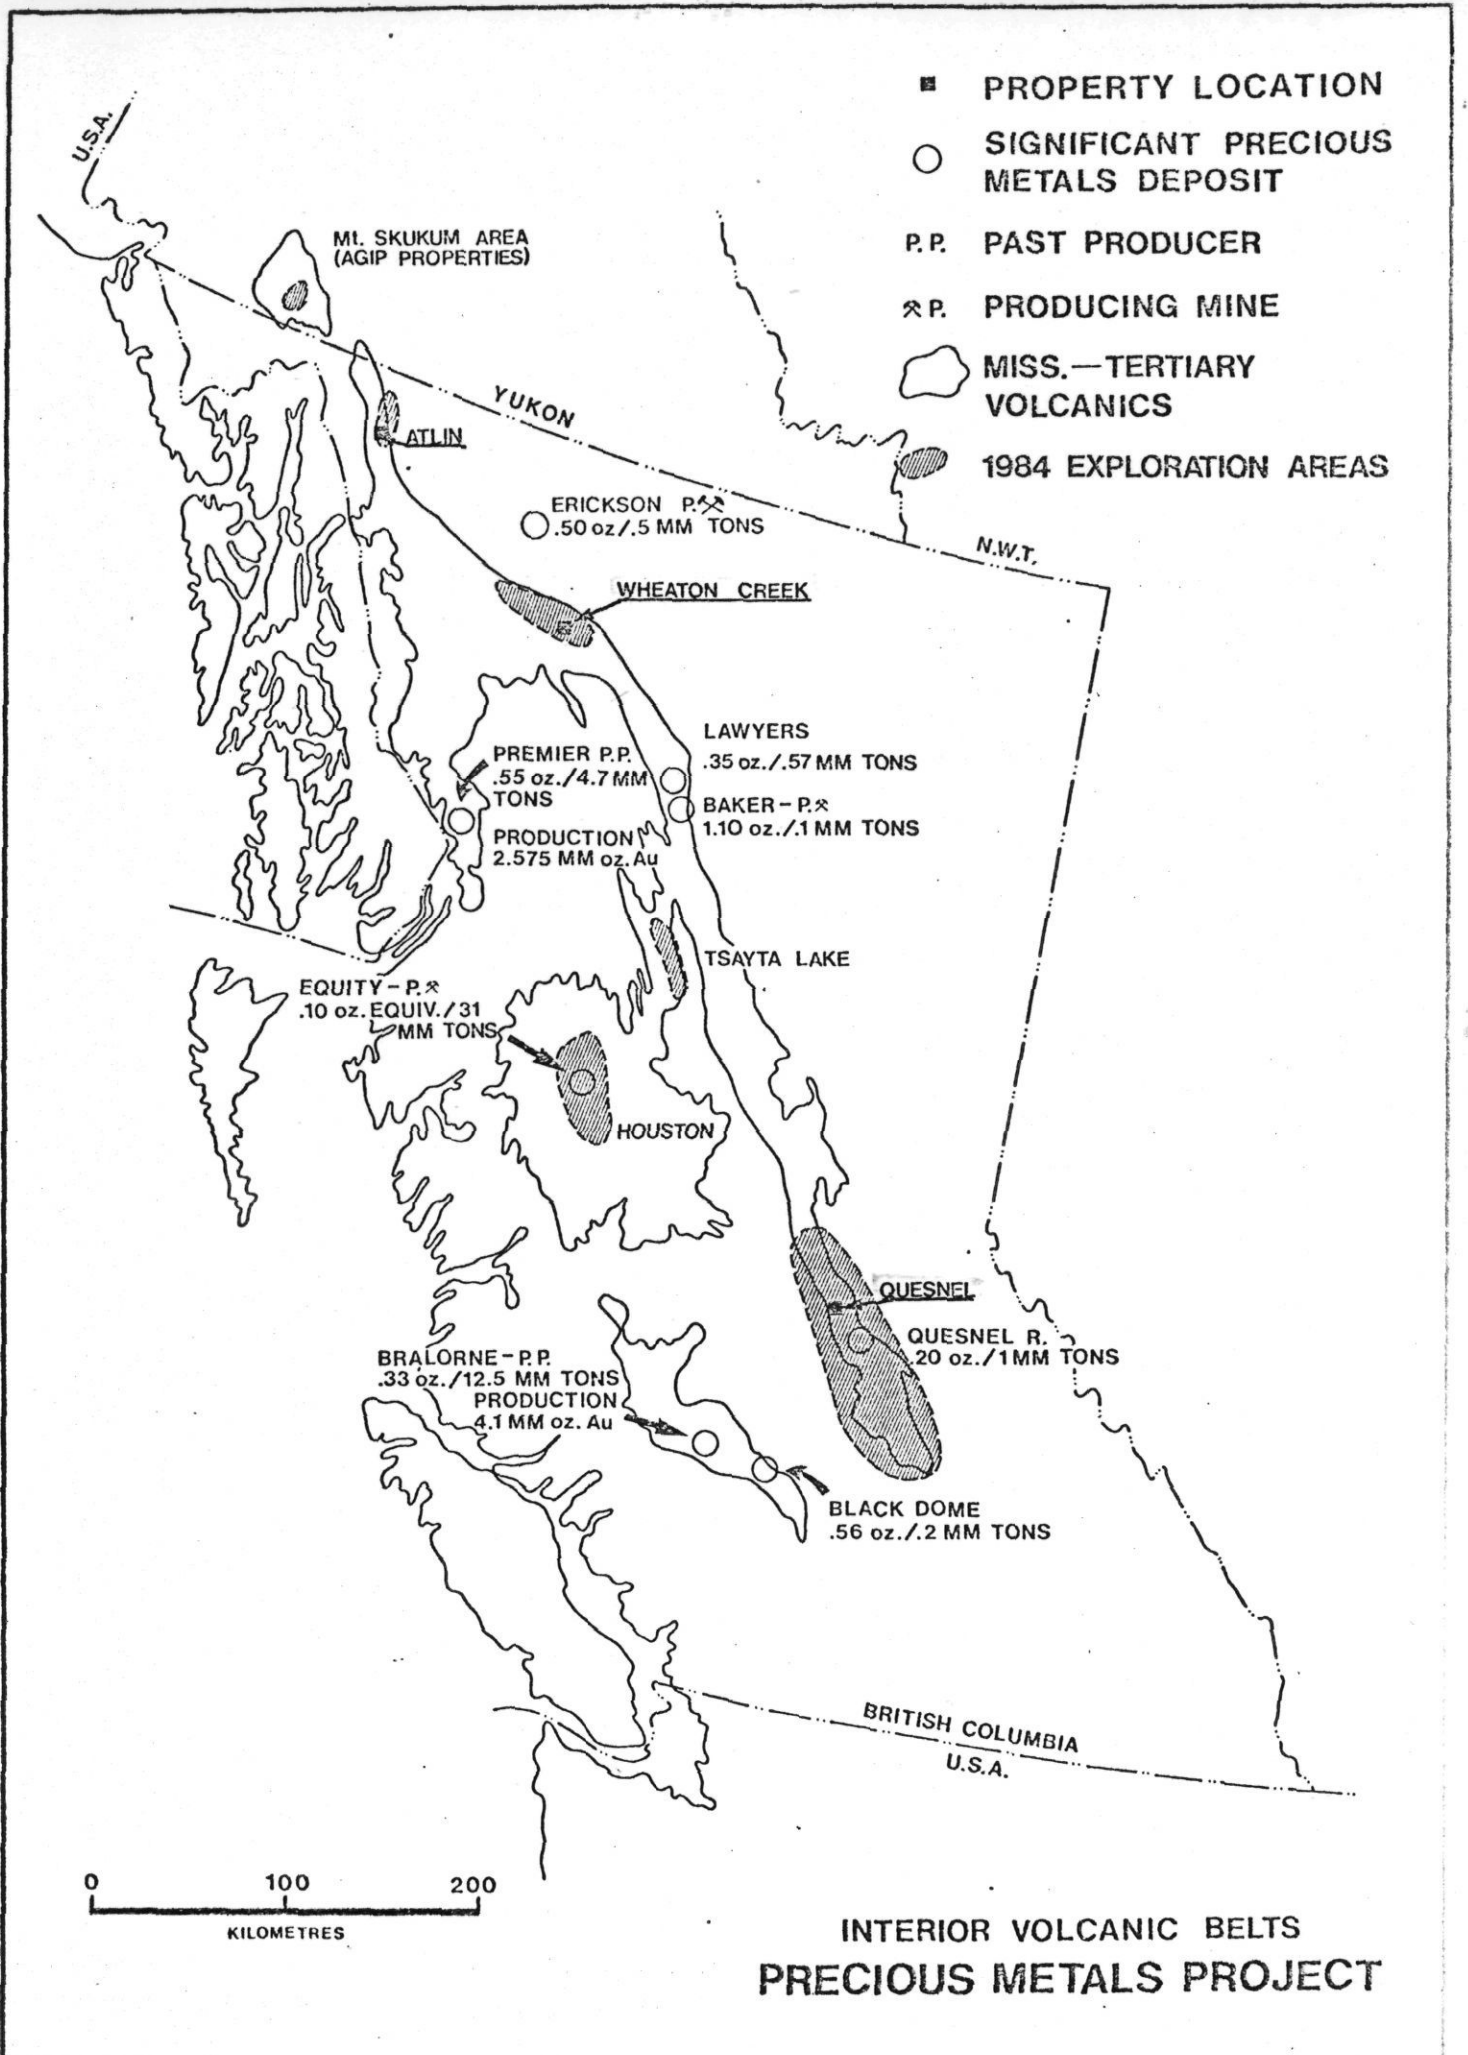 PROPERTY LOCATION
SIGNIFICANT PRECIOUS
METALS DEPOSIT
P.P. PAST PRODUCER
P. PRODUCING MINE
MISS.—TERTIARY
VOLCANICS
1984 EXPLORATION AREAS
U.S.A.
Mt. SKUKUM AREA
(AGIP PROPERTIES)
YUKON
ATLIN
ERICKSON P.
.50 oz/.5 MM TONS
N.W.T.
WHEATON CREEK
LAWYERS
.35 oz./.57 MM TONS
PREMIER P.P.
.55 oz./4.7 MM
TONS
BAKER-P.
1.10 oz./.1 MM TONS
PRODUCTION
2.575 MM oz. Au
TSAYTA LAKE
EQUITY-P.
.10 oz. EQUIV./31
MM TONS
HOUSTON
QUESNEL
QUESNEL R.
.20 oz./1MM TONS
BRALORNE-P.P.
.33 oz./12.5 MM TONS
PRODUCTION
4.1 MM oz. Au
BLACK DOME
.56 oz./.2 MM TONS
BRITISH COLUMBIA
U.S.A.
0 100 200
KILOMETRES
INTERIOR VOLCANIC BELTS
PRECIOUS METALS PROJECT